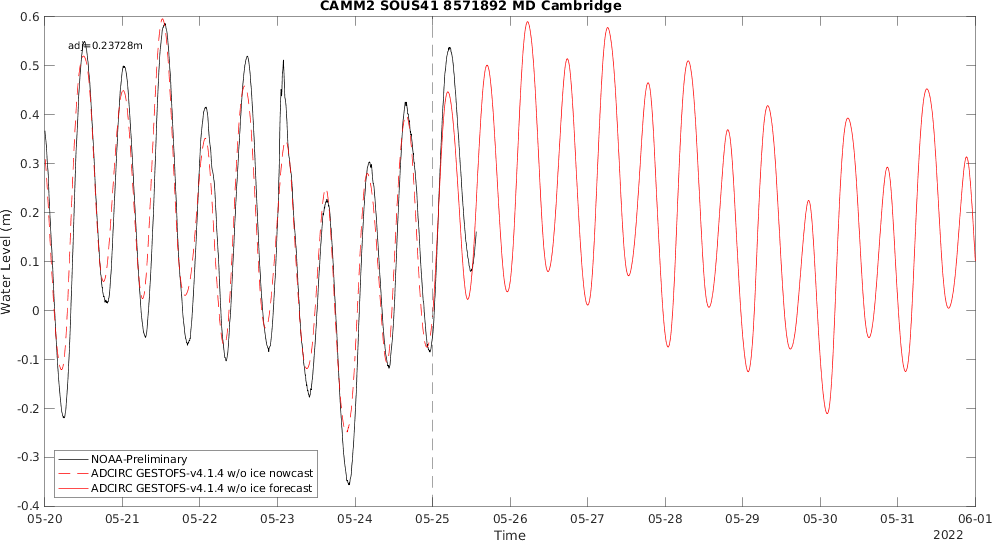 CAMM2 SOUS41 8571892 MD Cambridge
adj=0.23728m
0.6
0.5
0.4
0.3
0.2
0.1
0
-0.1
-0.2
-0.3
-0.4
Water Level (m)
NOAA-Preliminary
ADCIRC GESTOFS-v4.1.4 w/o ice nowcast
ADCIRC GESTOFS-v4.1.4 w/o ice forecast
05-20 05-21 05-22 05-23 05-24 05-25 05-26 05-27 05-28 05-29 05-30 05-31 06-01
Time
2022